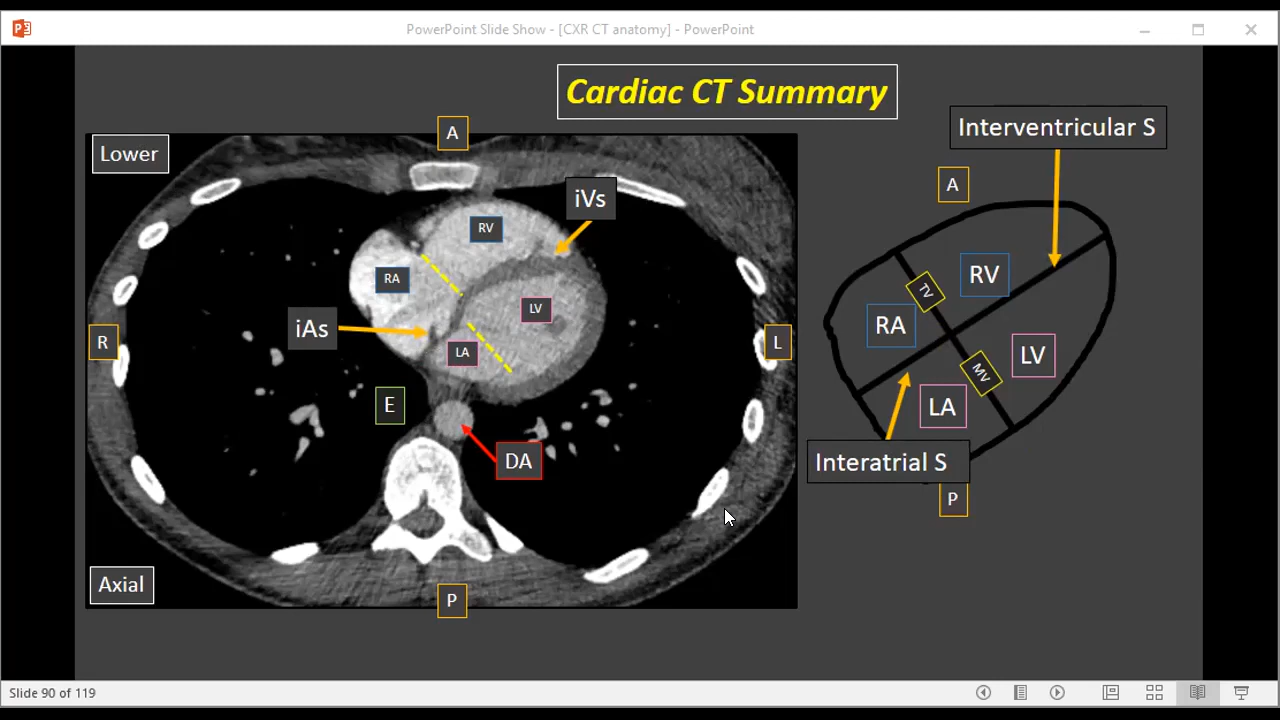 PowerPoint Slide Show - [CXR CT anatomy] - PowerPoint
Cardiac CT Summary
Lower
A
iVs
RV
RA
LV
iAs
LA
R
L
E
DA
Axial
P
Interventricular S
A
RV
TV
RA
LV
MV
LA
Interatrial S
P
Slide 90 of 119